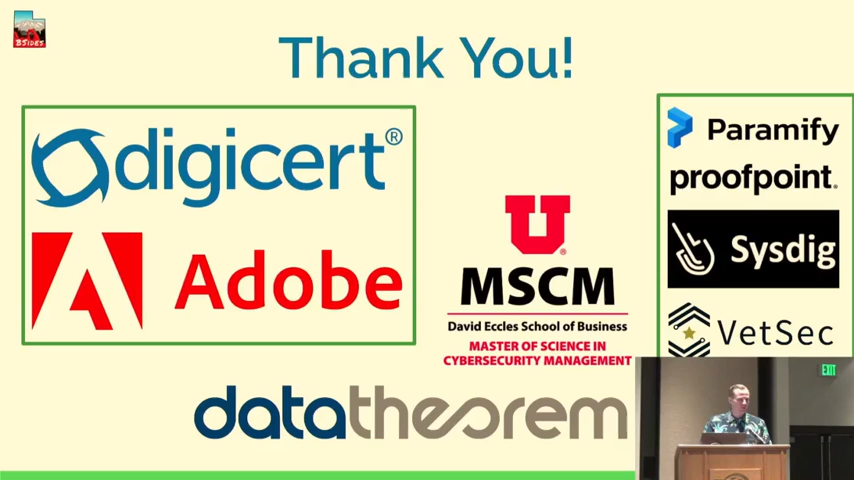 BSIDES
Thank You!
digicert®
Adobe
U®
MSCM
David Eccles School of Business
MASTER OF SCIENCE IN
CYBERSECURITY MANAGEMENT
datatheorem
Paramify
proofpoint.
Sysdig
VetSec
EXIT